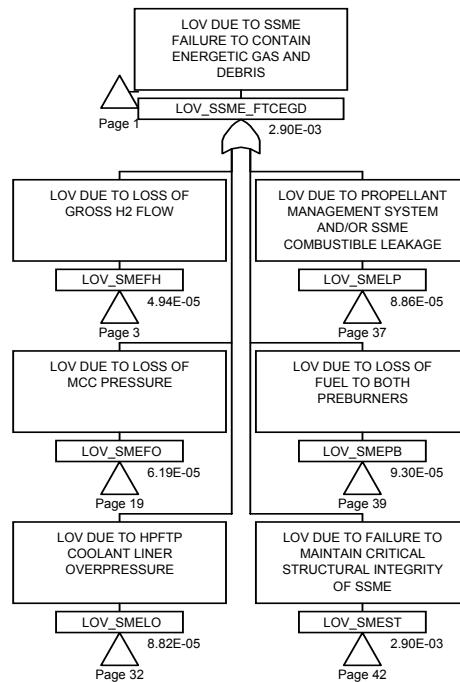 LOV DUE TO SSME
FAILURE TO CONTAIN
ENERGETIC GAS AND
DEBRIS
LOV_SSME_FTCEGD
Page 1
2.90E-03
LOV DUE TO LOSS OF
GROSS H2 FLOW
LOV_SMEFH
4.94E-05
Page 3
LOV DUE TO PROPELLANT
MANAGEMENT SYSTEM
AND/OR SSME
COMBUSTIBLE LEAKAGE
LOV_SMELP
8.86E-05
Page 37
LOV DUE TO LOSS OF
MCC PRESSURE
LOV_SMEFO
6.19E-05
Page 19
LOV DUE TO LOSS OF
FUEL TO BOTH
PREBURNERS
LOV_SMEPB
9.30E-05
Page 39
LOV DUE TO HPFTP
COOLANT LINER
OVERPRESSURE
LOV_SMELO
8.82E-05
Page 32
LOV DUE TO FAILURE TO
MAINTAIN CRITICAL
STRUCTURAL INTEGRITY
OF SSME
LOV_SMEST
2.90E-03
Page 42